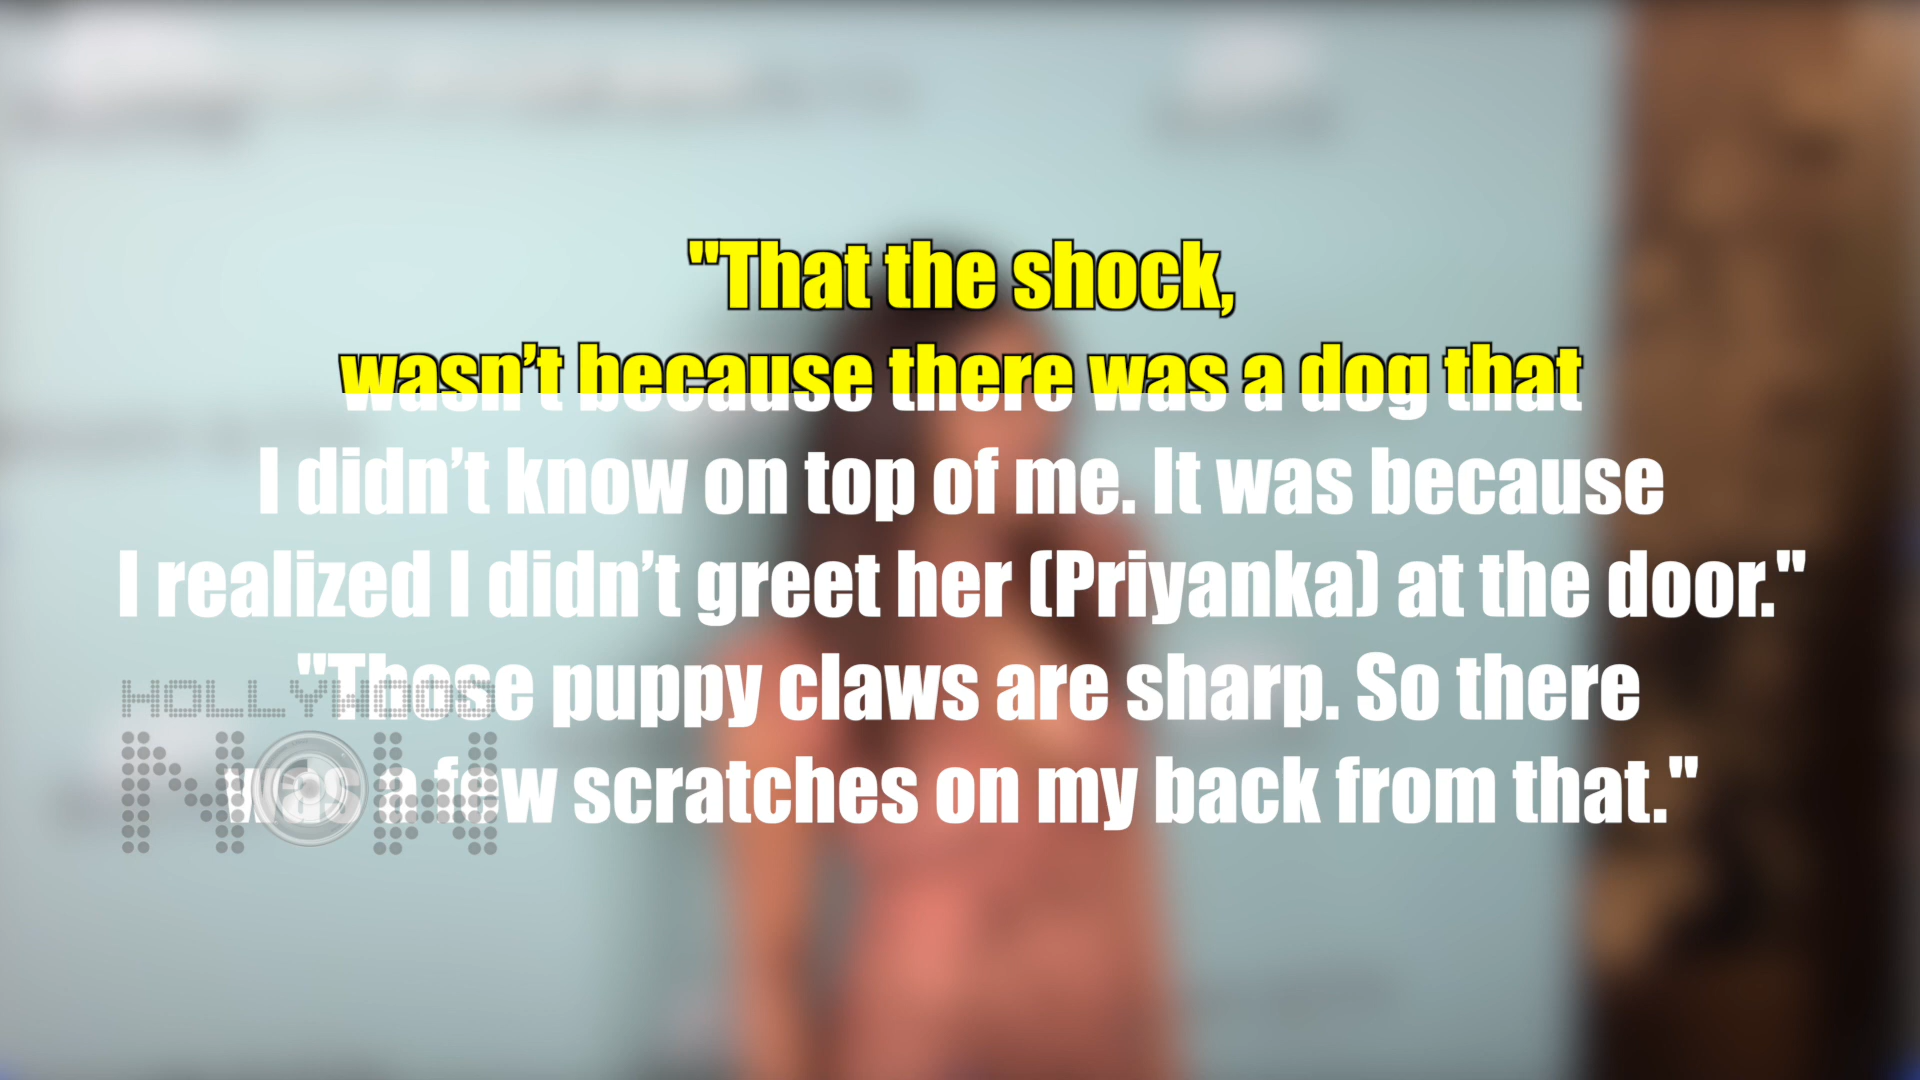 "That the shock,
wasn’t because there was a dog that
I didn’t know on top of me. It was because
I realized I didn’t greet her (Priyanka) at the door."
"Those puppy claws are sharp. So there
was a few scratches on my back from that."
HOLLYWOODS
NOW